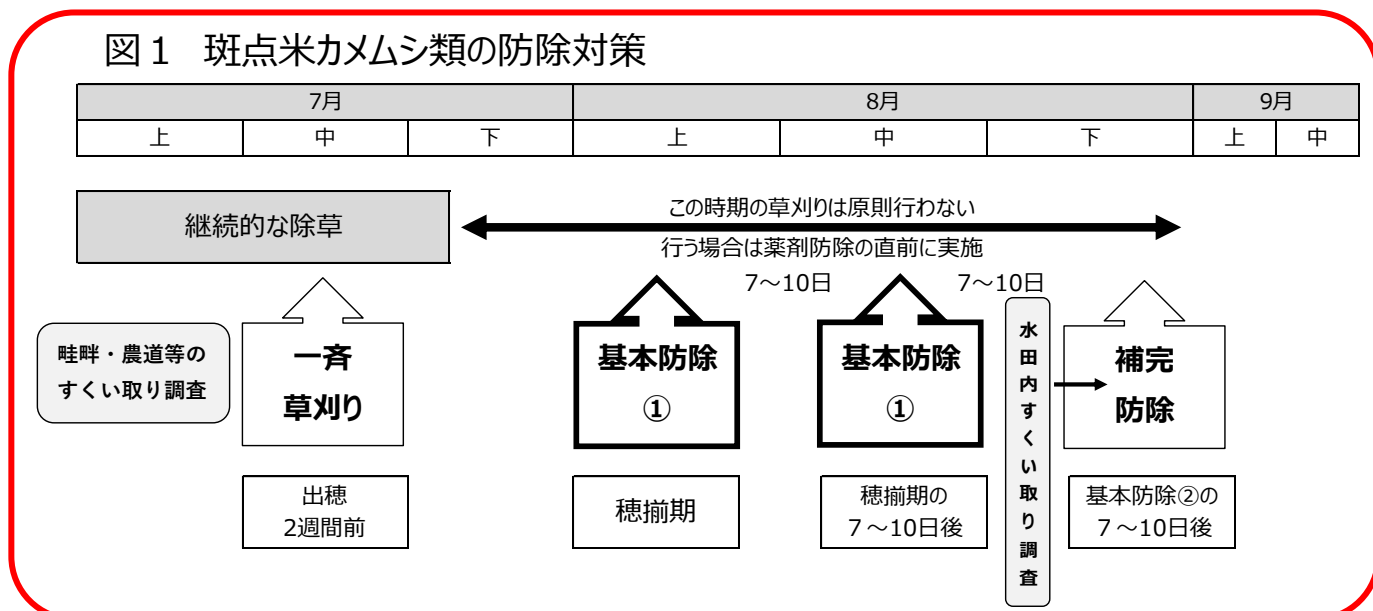 図１　斑点米カメムシ類の防除対策
7月 8月 9月
上 中 下 上 中 下 上 中
継続的な除草
この時期の草刈りは原則行わない
行う場合は薬剤防除の直前に実施
7～10日 7～10日
畦畔・農道等の
すくい取り調査
一斉
草刈り
基本防除
①
基本防除
①
水田内すくい取り調査
補完
防除
出穂
2週間前
穂揃期
穂揃期の
７～10日後
基本防除②の
７～10日後